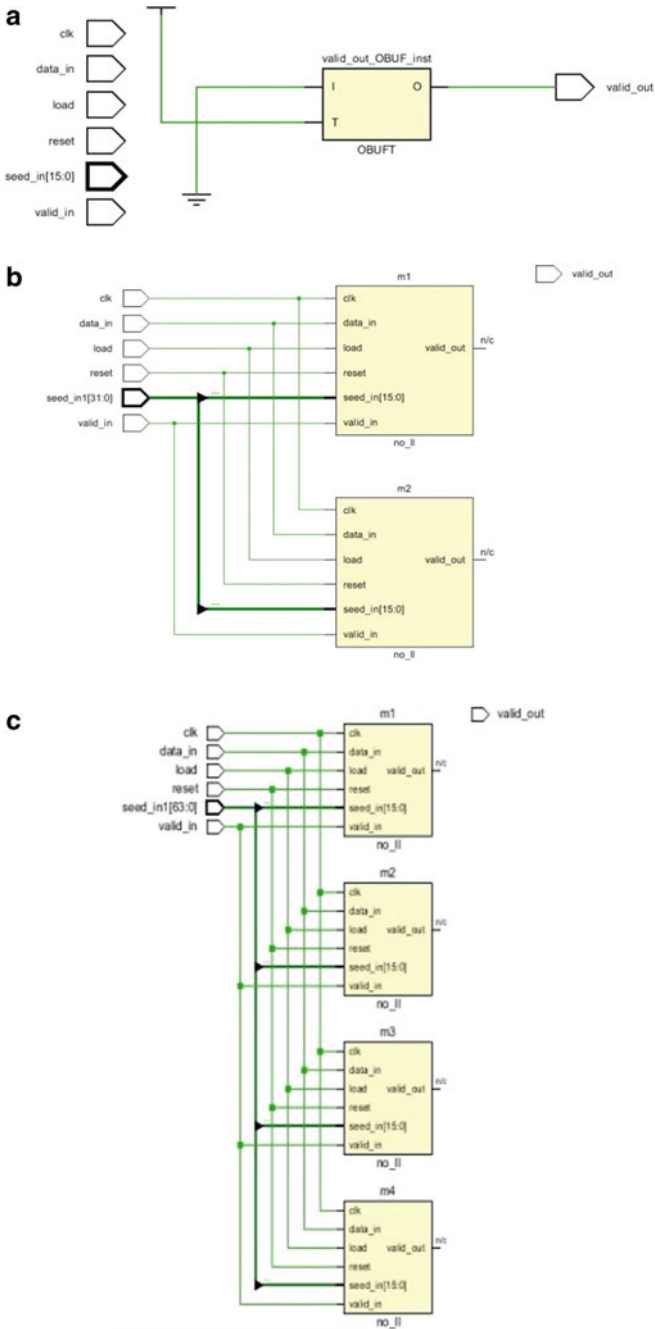 a
clk
data_in
load
reset
seed_in[15:0]
valid_in
valid_out_OBUF_inst
I O
T
OBUFT
valid_out
b
clk
data_in
load
reset
seed_in1[31:0]
valid_in
m1
clk
data_in
load valid_out n/c
reset
seed_in[15:0]
valid_in
no_ll
valid_out
...
m2
clk
data_in
load valid_out n/c
reset
seed_in[15:0]
valid_in
no_ll
...
c
clk
data_in
load
reset
seed_in1[63:0]
valid_in
m1
clk
data_in
load valid_out n/c
reset
seed_in[15:0]
valid_in
no_ll
valid_out
m2
clk
data_in
load valid_out n/c
reset
seed_in[15:0]
valid_in
no_ll
m3
clk
data_in
load valid_out n/c
reset
seed_in[15:0]
valid_in
no_ll
m4
clk
data_in
load valid_out n/c
reset
seed_in[15:0]
valid_in
no_ll